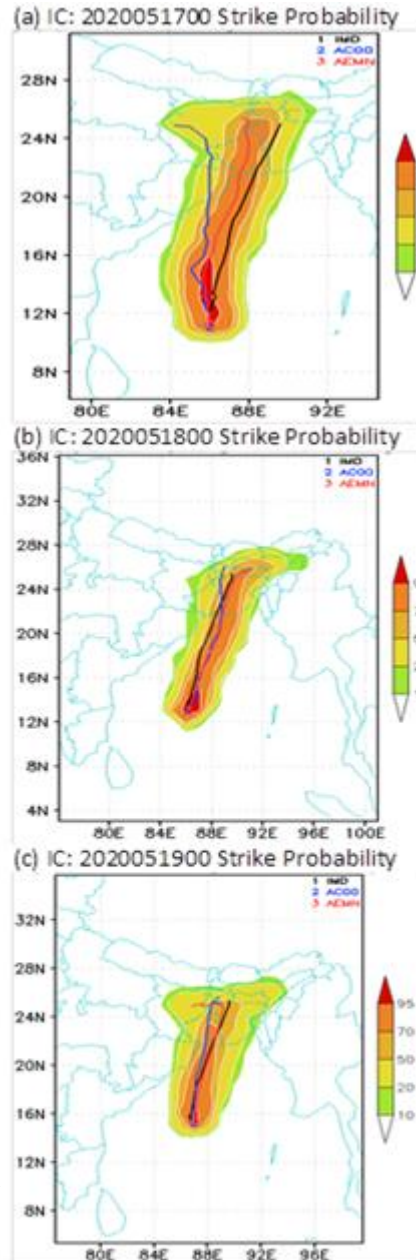 (a) IC: 2020051700 Strike Probability
1 IMD
2 AC00
3 AEMN
28N
24N
20N
16N
12N
8N
80E 84E 88E 92E
(b) IC: 2020051800 Strike Probability
36N
1 IMD
2 AC00
3 AEMN
32N
28N
24N
20N
16N
12N
8N
4N
80E 84E 88E 92E 96E 100E
(c) IC: 2020051900 Strike Probability
1 IMD
2 AC00
3 AEMN
32N
28N
24N
95
20N
70
50
16N
20
12N
10
8N
80E 84E 88E 92E 96E